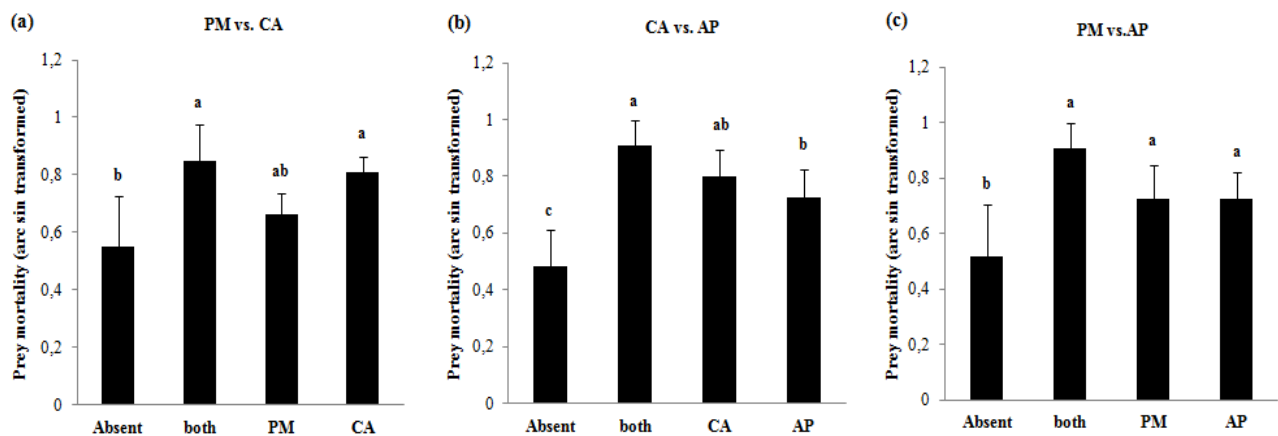 (a)
PM vs. CA
Prey mortality (arc sin transformed)
1,2
1
0,8
0,6
0,4
0,2
0
b
a
ab
a
Absent both PM CA
(b)
CA vs. AP
Prey mortality (arc sin transformed)
1,2
1
0,8
0,6
0,4
0,2
0
c
a
ab
b
Absent both CA AP
(c)
PM vs.AP
Prey mortality (arc sin transformed)
1,2
1
0,8
0,6
0,4
0,2
0
b
a
a
a
Absent both PM AP